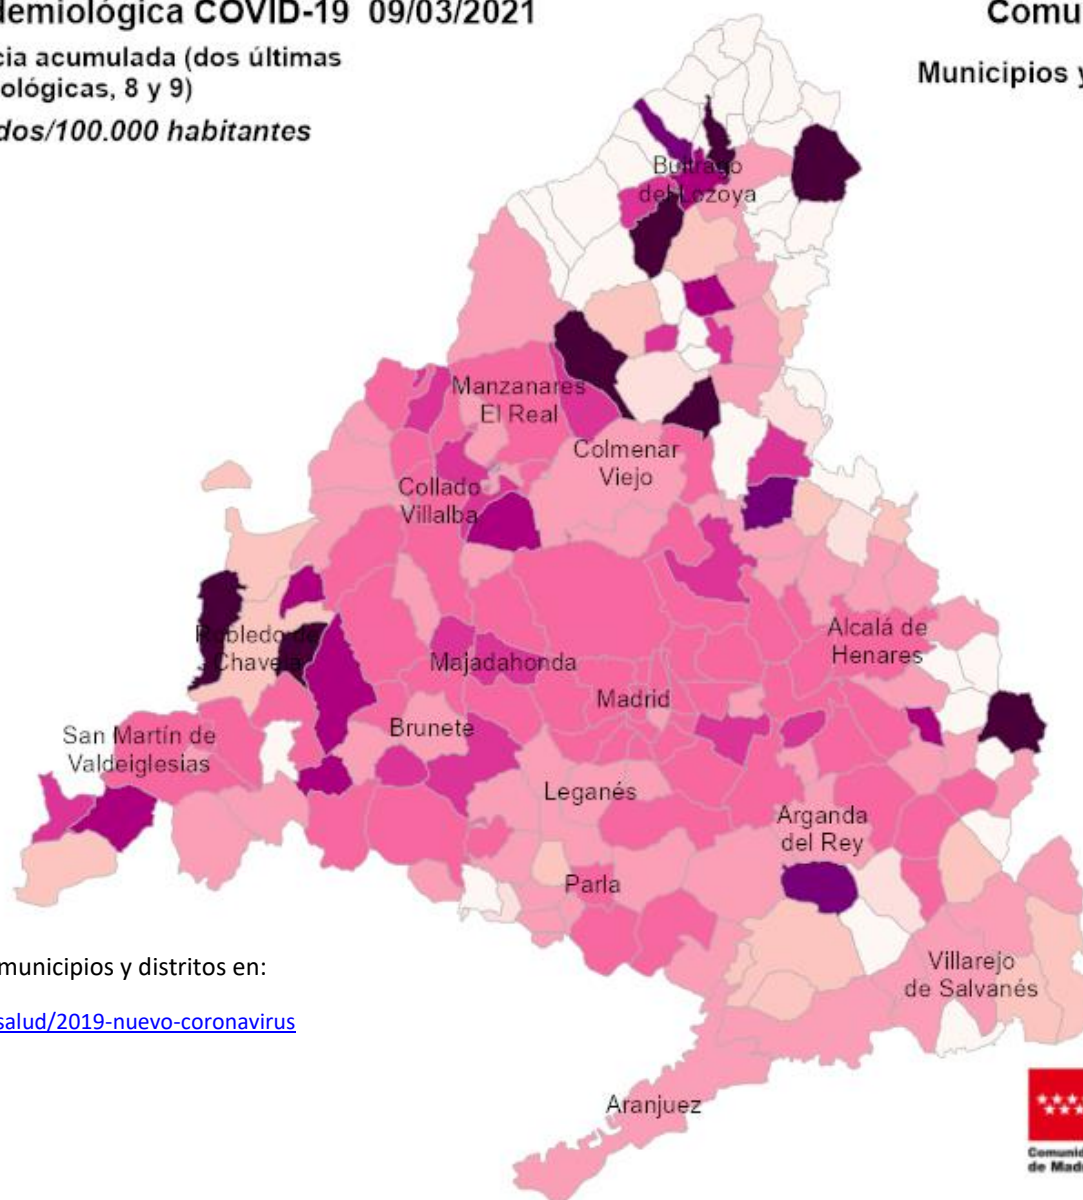 demiológica COVID-19 09/03/2021
Comu
cia acumulada (dos últimas
ológicas, 8 y 9)
Municipios y
dos/100.000 habitantes
Buitrago
del Lozoya
Manzanares
El Real
Colmenar
Viejo
Collado
Villalba
Robledo de
Chavela
Alcalá de
Henares
Majadahonda
Madrid
Brunete
San Martín de
Valdeiglesias
Leganés
Arganda
del Rey
Parla
Villarejo
de Salvanés
municipios y distritos en:
salud/2019-nuevo-coronavirus
Aranjuez
Comunid
de Madr